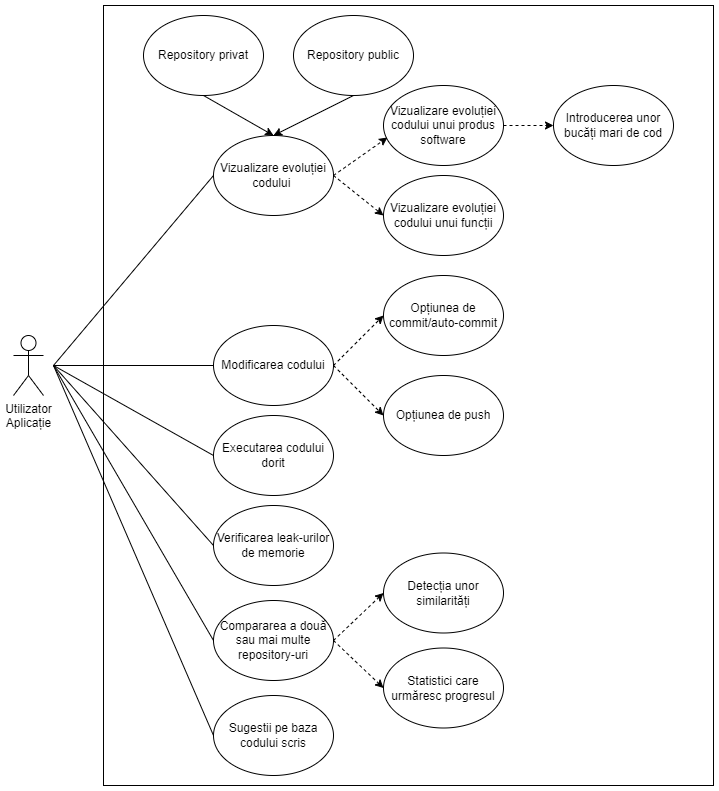 Repository privat
Repository public
Vizualizare evoluției
codului unui produs
software
Introducerea unor
bucăți mari de cod
Vizualizare evoluției
codului
Vizualizare evoluției
codului unui funcții
Opțiunea de
commit/auto-commit
Modificarea codului
Utilizator
Aplicație
Opțiunea de push
Executarea codului
dorit
Verificarea leak-urilor
de memorie
Detecția unor
similarități
Compararea a două
sau mai multe
repository-uri
Statistici care
urmăresc progresul
Sugestii pe baza
codului scris